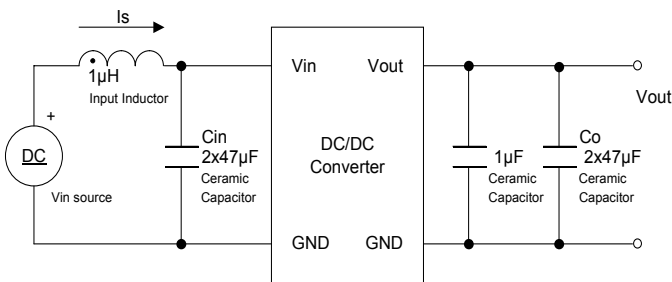 Is
1µH
Input Inductor
Vin
Vout
Vout
+
DC
Vin source
Cin
2x47µF
Ceramic
Capacitor
DC/DC
Converter
1µF
Ceramic
Capacitor
Co
2x47µF
Ceramic
Capacitor
GND
GND